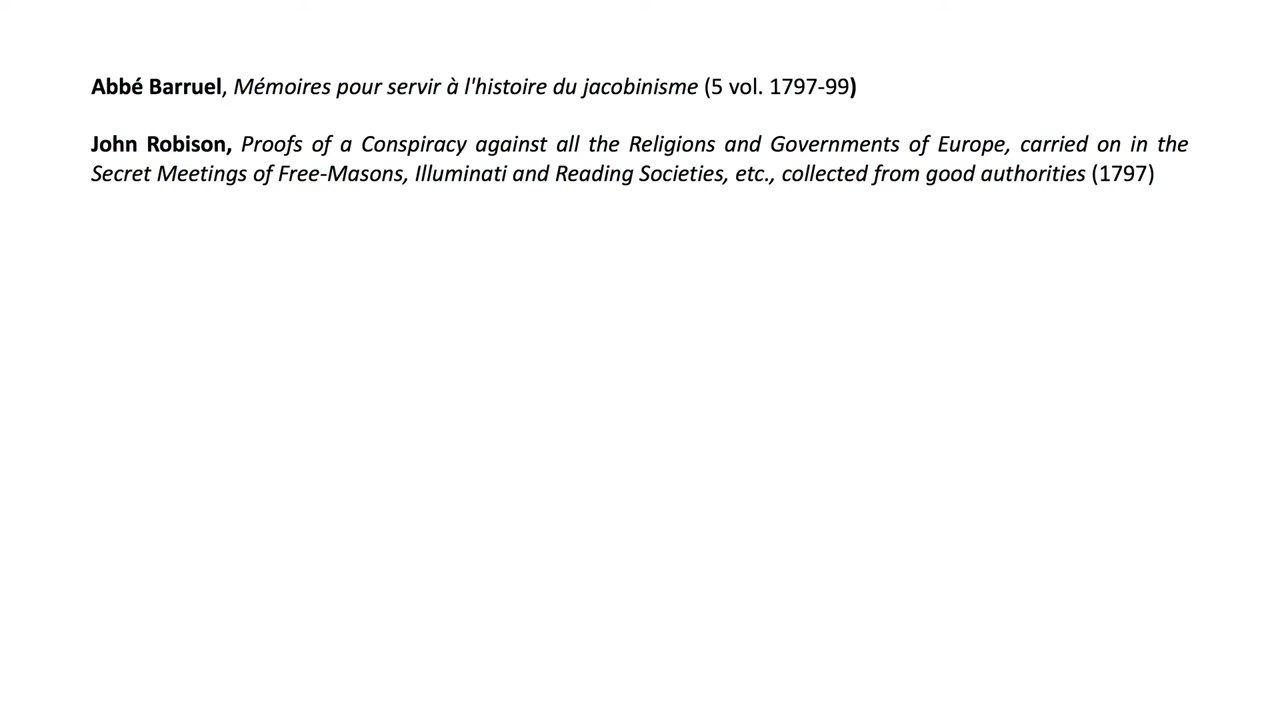 Abbé Barruel, Mémoires pour servir à l'histoire du jacobinisme (5 vol. 1797-99)
John Robison, Proofs of a Conspiracy against all the Religions and Governments of Europe, carried on in the
Secret Meetings of Free-Masons, Illuminati and Reading Societies, etc., collected from good authorities (1797)